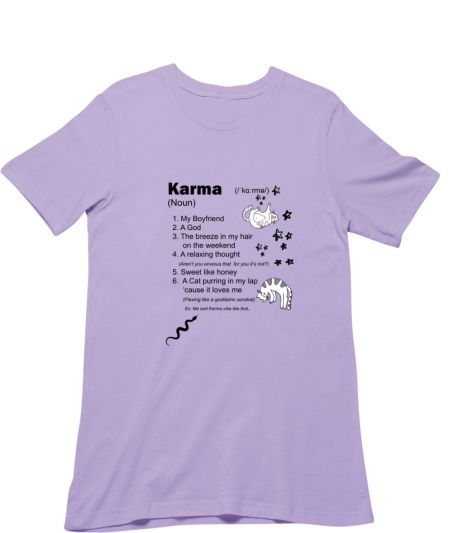 Karma (/ˈkɑːrmə/)
(Noun)
1. My Boyfriend
2. A God
3. The breeze in my hair
on the weekend
4. A relaxing thought
(Aren't you envious that for you it's not?)
5. Sweet like honey
6. A Cat purring in my lap
'cause it loves me
(Flexing like a goddamn acrobat)
Ex- Me and Karma vibe like that..